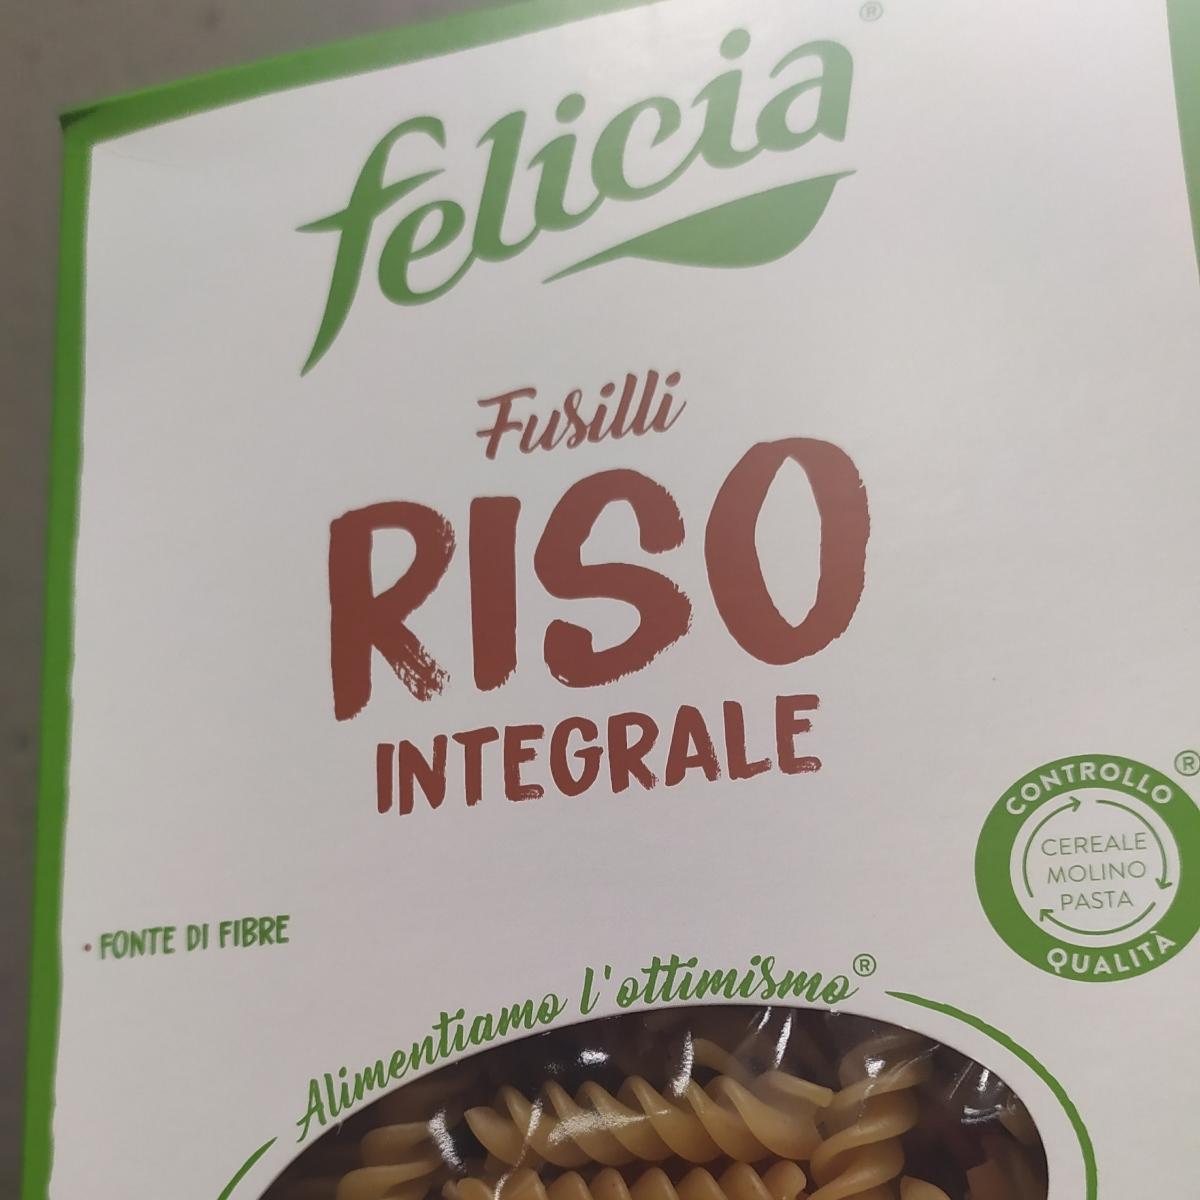 felicia®
Fusilli
RISO
INTEGRALE
CONTROLLO ®
CEREALE
MOLINO
PASTA
QUALITÀ
• FONTE DI FIBRE
Alimentiamo l'ottimismo®